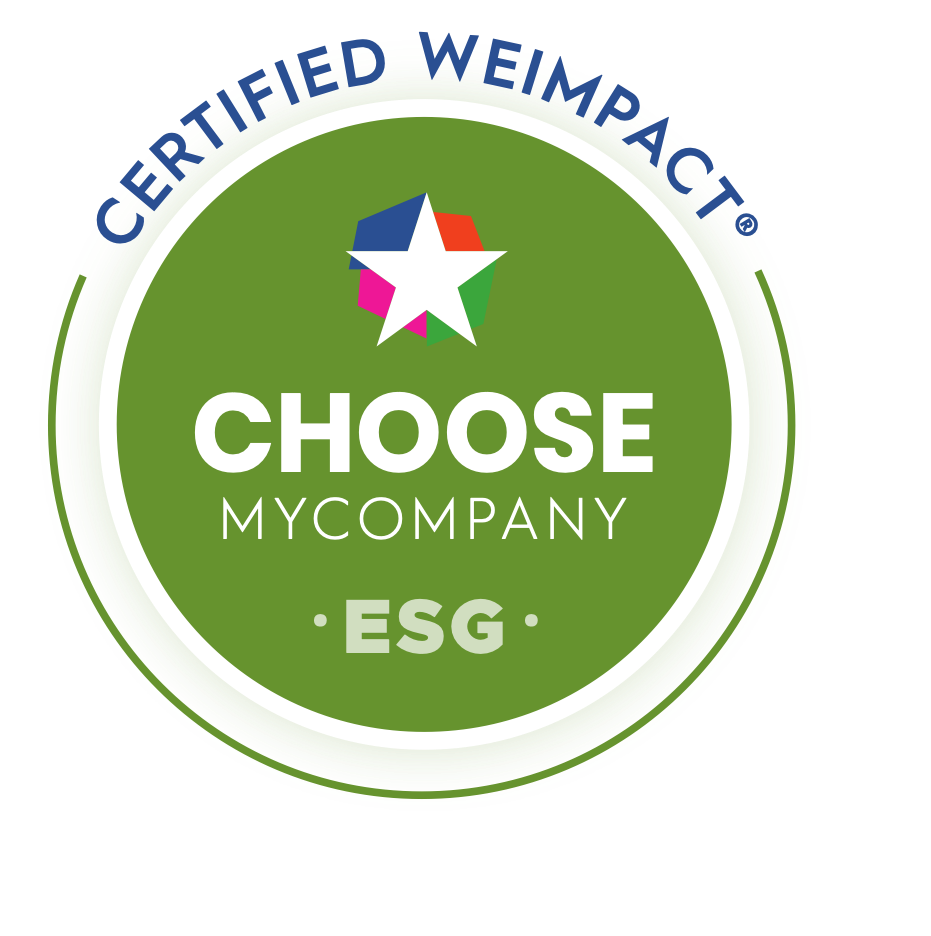 CERTIFIED WEIMPACT®
CHOOSE
MYCOMPANY
• ESG •